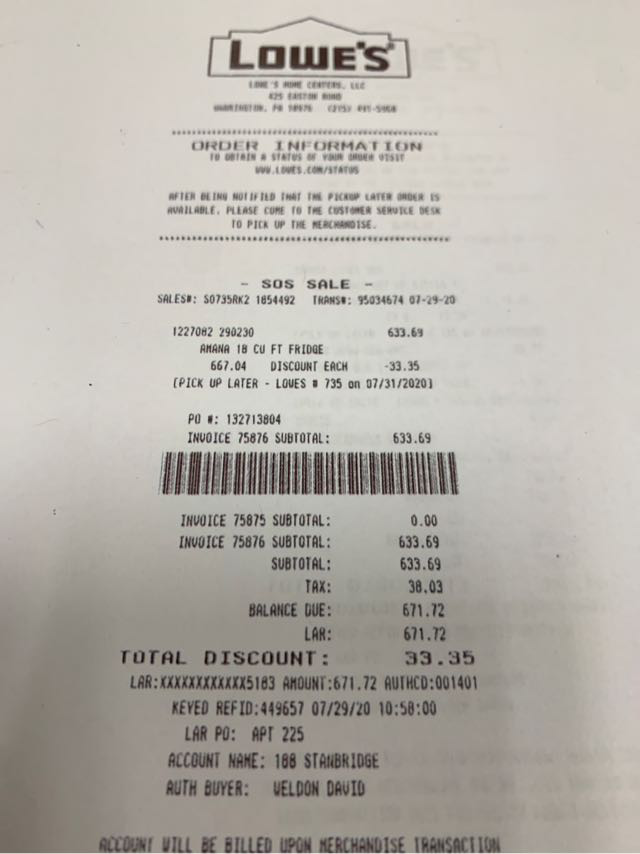 LOWE'S
LOWE'S HOME CENTERS, LLC
425 EASTON ROAD
WARRINGTON, PA 18976 (215)
********************************************
ORDER INFORMATION
TO OBTAIN A STATUS OF YOUR ORDER VISIT
WWW.LOWES.COM/STATUS
AFTER BEING NOTIFIED THAT THE PICKUP LATER ORDER IS
AVAILABLE, PLEASE COME TO THE CUSTOMER SERVICE DESK
TO PICK UP THE MERCHANDISE.
********************************************
- SOS SALE -
SALES#: SO735RK2 1854492 TRANS#: 95034674 07-29-20
1227082 290230 633.69
AMANA 18 CU FT FRIDGE
667.04 DISCOUNT EACH -33.35
[PICK UP LATER - LOWES # 735 on 07/31/2020]
PO #: 132713804
INVOICE 75876 SUBTOTAL: 633.69
INVOICE 75875 SUBTOTAL: 0.00
INVOICE 75876 SUBTOTAL: 633.69
SUBTOTAL: 633.69
TAX: 38.03
BALANCE DUE: 671.72
LAR: 671.72
TOTAL DISCOUNT: 33.35
LAR:XXXXXXXXXXXX5183 AMOUNT:671.72 AUTHCD:001401
KEYED REFID:449657 07/29/20 10:58:00
LAR PO: APT 225
ACCOUNT NAME: 188 STANBRIDGE
AUTH BUYER: WELDON DAVID
ACCOUNT WILL BE BILLED UPON MERCHANDISE TRANSACTION